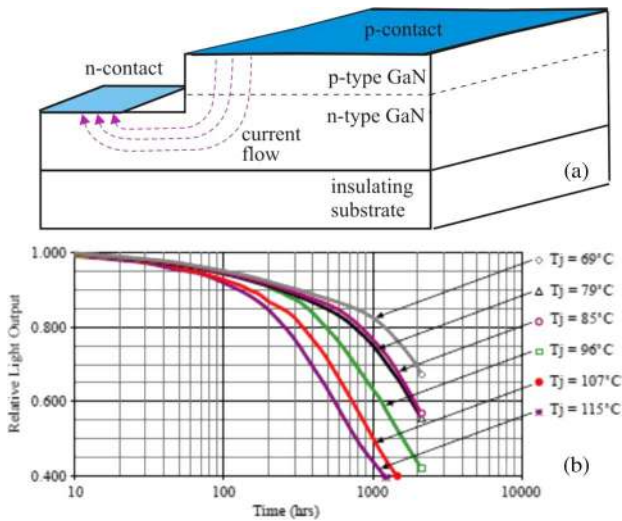 p-contact
n-contact
p-type GaN
n-type GaN
current
flow
(a)
insulating
substrate
1.000
0.800
0.600
0.400
Relative Light Output
10
100
1000
10000
Time (hrs)
Tj = 69°C
Tj = 79°C
Tj = 85°C
Tj = 96°C
Tj = 107°C
Tj = 115°C
(b)